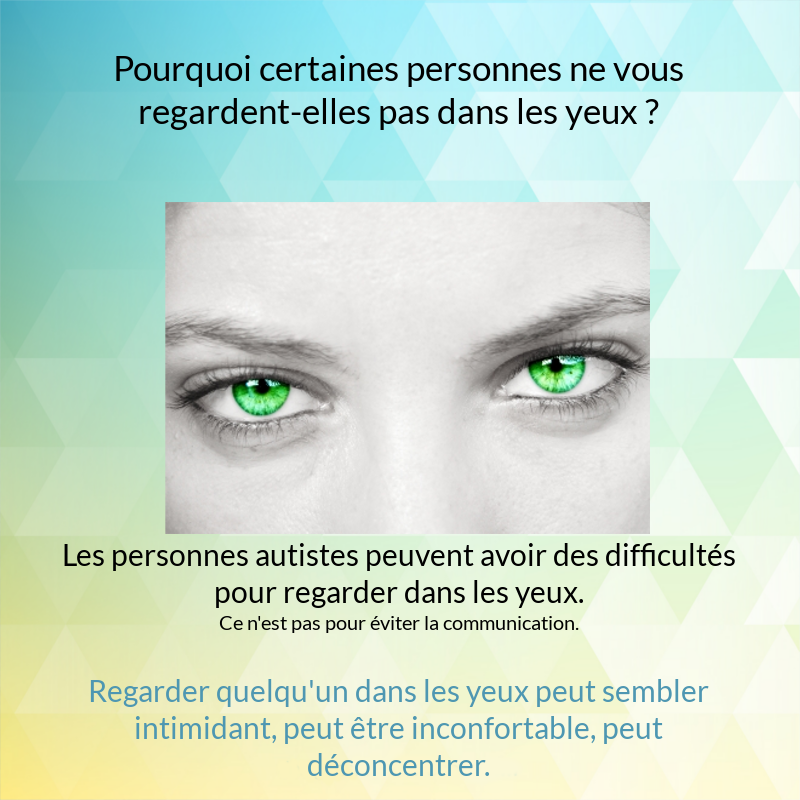 Pourquoi certaines personnes ne vous
regardent-elles pas dans les yeux ?
Les personnes autistes peuvent avoir des difficultés
pour regarder dans les yeux.
Ce n'est pas pour éviter la communication.
Regarder quelqu'un dans les yeux peut sembler
intimidant, peut être inconfortable, peut
déconcentrer.